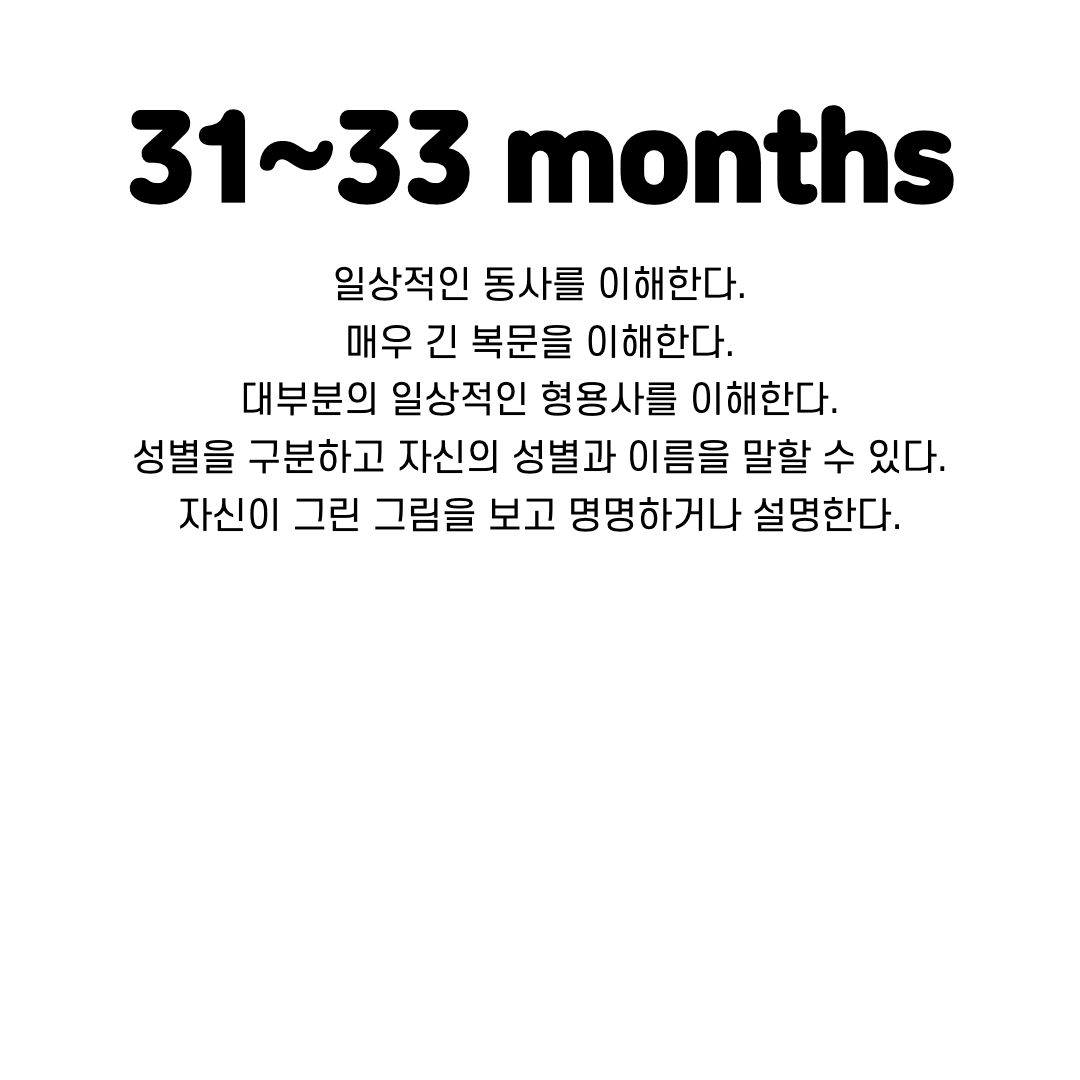 31~33 months
일상적인 동사를 이해한다.
매우 긴 복문을 이해한다.
대부분의 일상적인 형용사를 이해한다.
성별을 구분하고 자신의 성별과 이름을 말할 수 있다.
자신이 그린 그림을 보고 명명하거나 설명한다.